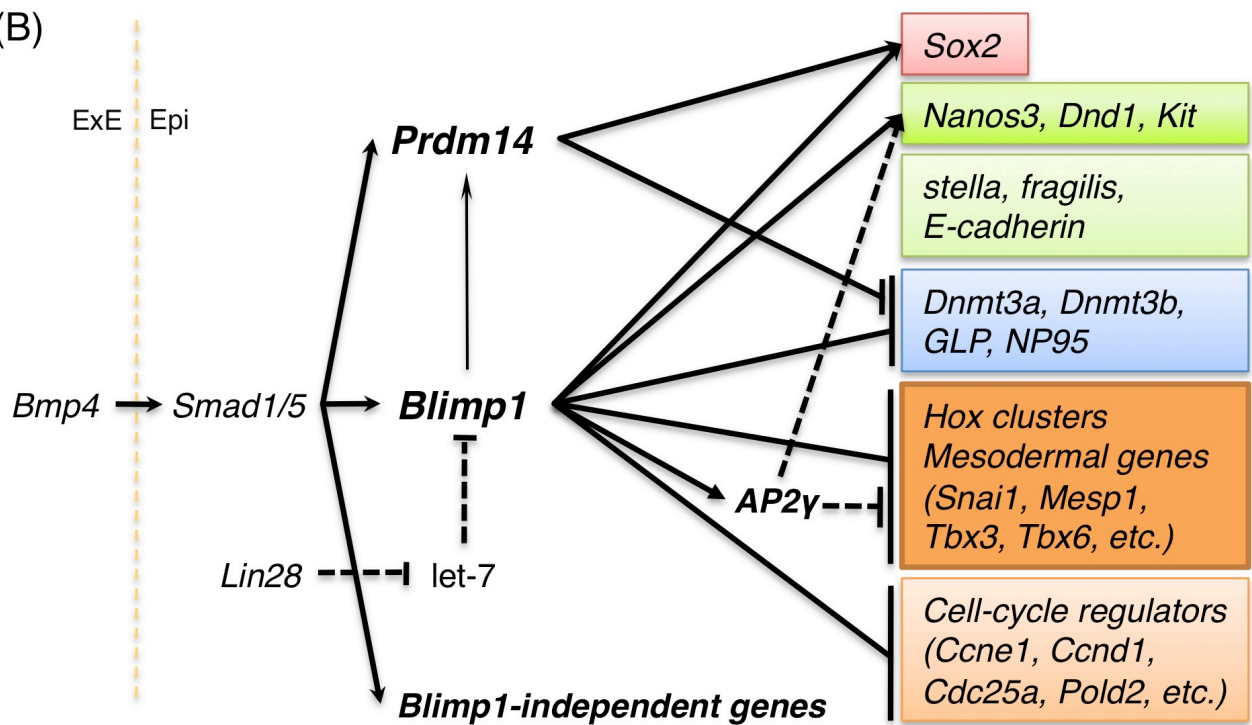 (B)
ExE
Epi
Prdm14
Bmp4
Smad1/5
Blimp1
AP2γ
Lin28
let-7
Blimp1-independent genes
Sox2
Nanos3, Dnd1, Kit
stella, fragilis,
E-cadherin
Dnmt3a, Dnmt3b,
GLP, NP95
Hox clusters
Mesodermal genes
(Snai1, Mesp1,
Tbx3, Tbx6, etc.)
Cell-cycle regulators
(Ccne1, Ccnd1,
Cdc25a, Pold2, etc.)